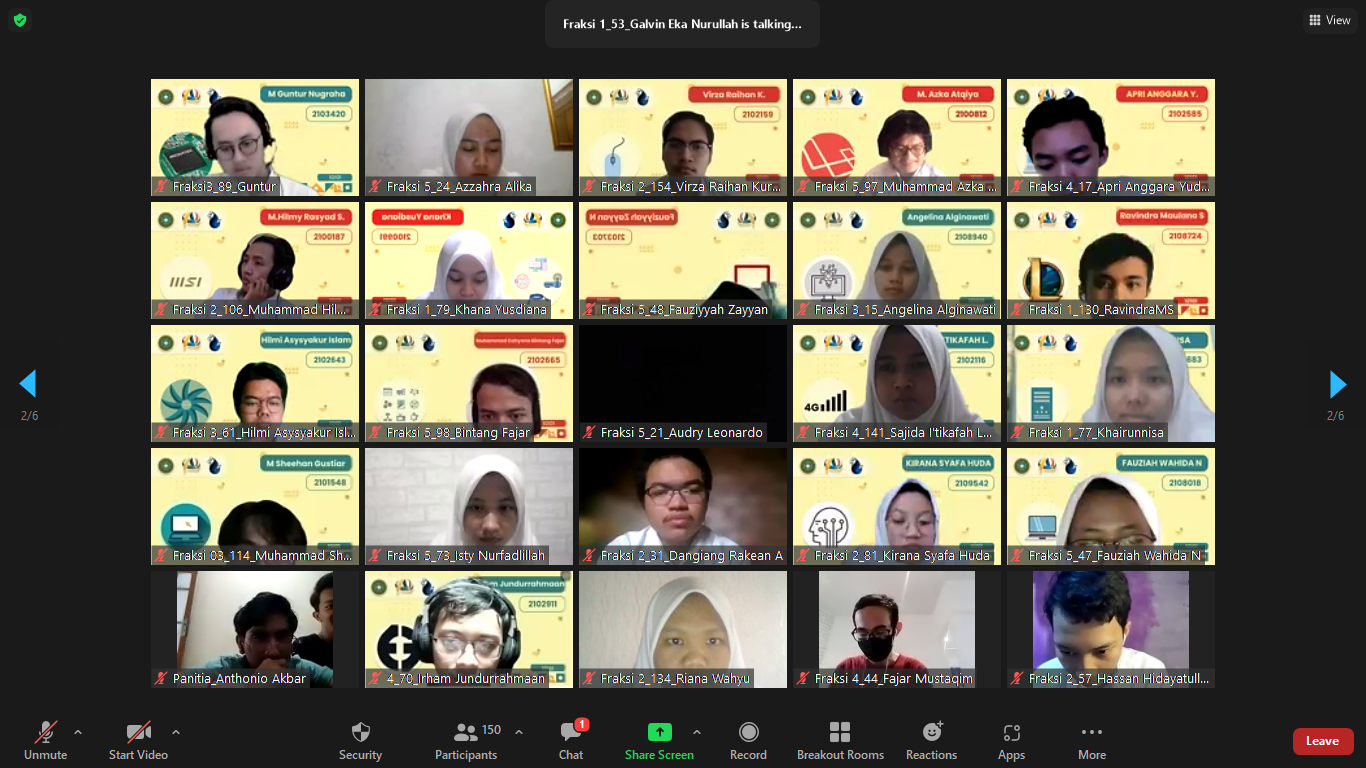 Fraksi 1_53_Galvin Eka Nurullah is talking...
View
M Guntur Nugraha
2103420
Fraksi3_89_Guntur
Fraksi 5_24_Azzahra Alika
Virza Raihan K.
2102159
Fraksi 2_154_Virza Raihan Kur...
M. Azka Atqiya
2100812
Fraksi 5_97_Muhammad Azka ...
APRI ANGGARA Y.
2102585
Fraksi 4_17_Apri Anggara Yud...
M.Hilmy Rasyad S.
2100187
msi
Fraksi 2_106_Muhammad Hil...
Khana Yusdiana
2100991
Fraksi 1_79_Khana Yusdiana
Fauziyyah Zayyan N
2103703
Fraksi 5_48_Fauziyyah Zayyan
Angelina Alginawati
2108940
Fraksi 3_15_Angelina Alginawati
Ravindra Maulana S
2108724
Fraksi 1_130_RavindraMS
Hilmi Asysyakur Islam
2102643
Fraksi 3_61_Hilmi Asysyakur Isl...
Muhammad Cahyana Bintang Fajar
2102665
Fraksi 5_98_Bintang Fajar
Fraksi 5_21_Audry Leonardo
TIKAFAH L.
2102116
4G
Fraksi 4_141_Sajida I'tikafah L...
ISA
683
Fraksi 1_77_Khairunnisa
2/6
2/6
M Sheehan Gustiar
2101548
Fraksi 03_114_Muhammad Sh...
Fraksi 5_73_Isty Nurfadlillah
Fraksi 2_31_Dangiang Rakean A
KIRANA SYAFA HUDA
2109542
Fraksi 2_81_Kirana Syafa Huda
FAUZIAH WAHIDA N
2108018
Fraksi 5_47_Fauziah Wahida N
Panitia_Anthonio Akbar
m Jundurrahmaan
2102911
4_70_Irham Jundurrahmaan
Fraksi 2_134_Riana Wahyu
Fraksi 4_44_Fajar Mustaqim
Fraksi 2_57_Hassan Hidayatull...
Unmute
Start Video
Security
Participants
150
Chat
1
Share Screen
Record
Breakout Rooms
Reactions
Apps
More
Leave